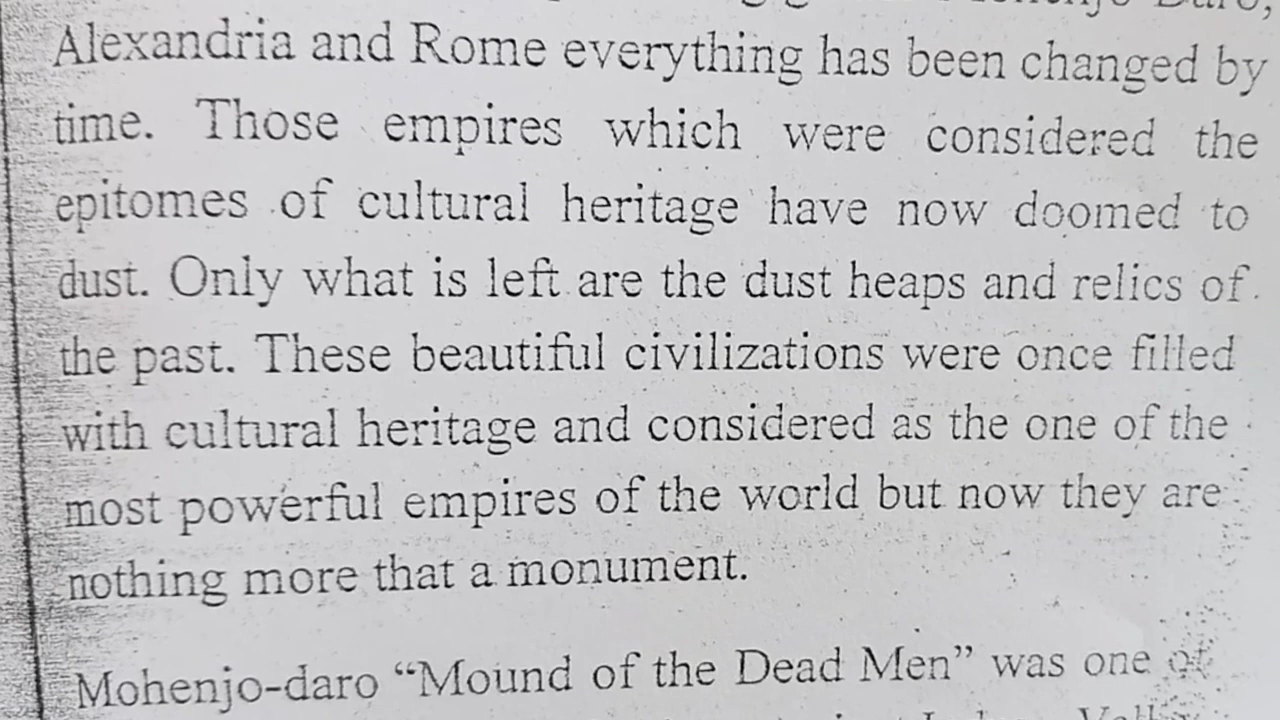 Alexandria and Rome everything has been changed by
time. Those empires which were considered the
epitomes of cultural heritage have now doomed to
dust. Only what is left are the dust heaps and relics of
the past. These beautiful civilizations were once filled
with cultural heritage and considered as the one of the
most powerful empires of the world but now they are
nothing more that a monument.
Mohenjo-daro “Mound of the Dead Men” was one of